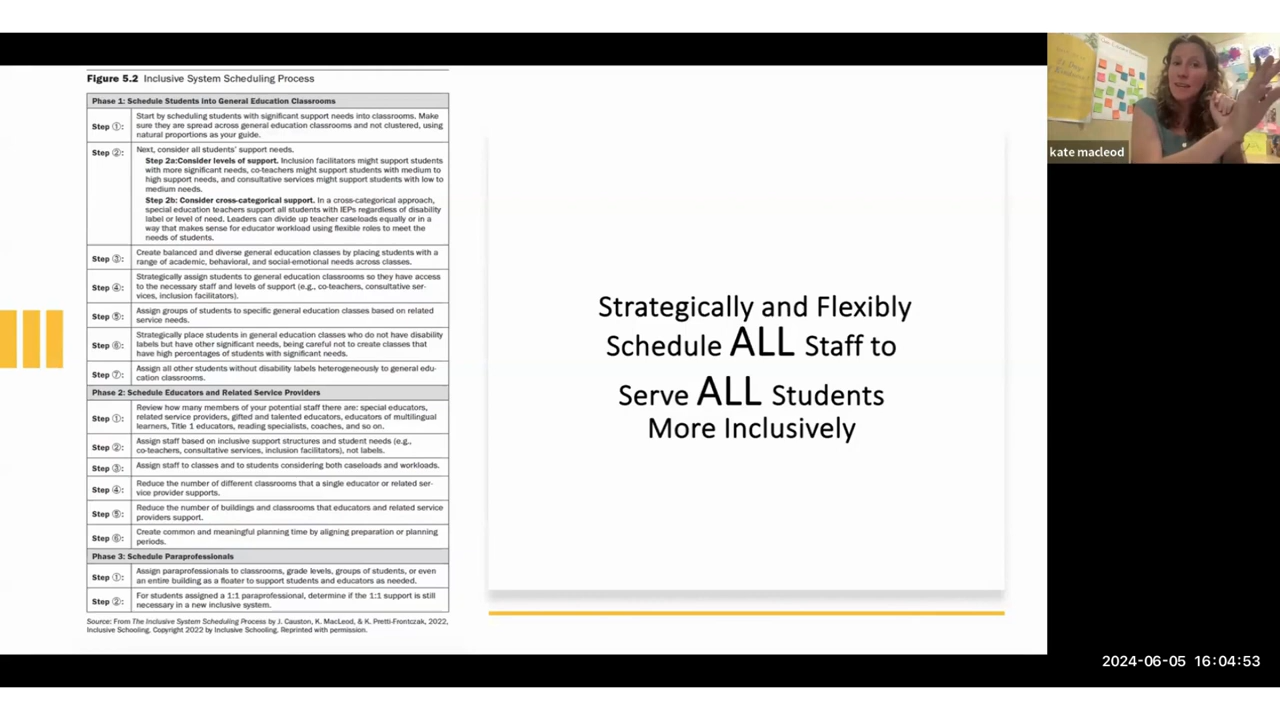 Figure 5.2 Inclusive System Scheduling Process
Phase 1: Schedule Students into General Education Classrooms
Step ①: Start by scheduling students with significant support needs into classrooms. Make
sure they are spread across general education classrooms and not clustered, using
natural proportions as your guide.
Step ②: Next, consider all students' support needs.
Step 2a:Consider levels of support. Inclusion facilitators might support students
with more significant needs, co-teachers might support students with medium to
high support needs, and consultative services might support students with low to
medium needs.
Step 2b: Consider cross-categorical support. In a cross-categorical approach,
special education teachers support all students with IEPs regardless of disability
label or level of need. Leaders can divide up teacher caseloads equally or in a
way that makes sense for educator workload using flexible roles to meet the
needs of students.
Step ③: Create balanced and diverse general education classes by placing students with a
range of academic, behavioral, and social-emotional needs across classes.
Step ④: Strategically assign students to general education classrooms so they have access
to the necessary staff and levels of support (e.g., co-teachers, consultative ser-
vices, inclusion facilitators).
Step ⑤: Assign groups of students to specific general education classes based on related
service needs.
Step ⑥: Strategically place students in general education classes who do not have disability
labels but have other significant needs, being careful not to create classes that
have high percentages of students with significant needs.
Step ⑦: Assign all other students without disability labels heterogeneously to general edu-
cation classrooms.
Phase 2: Schedule Educators and Related Service Providers
Step ①: Review how many members of your potential staff there are: special educators,
related service providers, gifted and talented educators, educators of multilingual
learners, Title 1 educators, reading specialists, coaches, and so on.
Step ②: Assign staff based on inclusive support structures and student needs (e.g.,
co-teachers, consultative services, inclusion facilitators), not labels.
Step ③: Assign staff to classes and to students considering both caseloads and workloads.
Step ④: Reduce the number of different classrooms that a single educator or related ser-
vice provider supports.
Step ⑤: Reduce the number of buildings and classrooms that educators and related service
providers support.
Step ⑥: Create common and meaningful planning time by aligning preparation or planning
periods.
Phase 3: Schedule Paraprofessionals
Step ①: Assign paraprofessionals to classrooms, grade levels, groups of students, or even
an entire building as a floater to support students and educators as needed.
Step ②: For students assigned a 1:1 paraprofessional, determine if the 1:1 support is still
necessary in a new inclusive system.
Source: From The Inclusive System Scheduling Process by J. Causton, K. MacLeod, & K. Pretti-Frontczak, 2022,
Inclusive Schooling. Copyright 2022 by Inclusive Schooling. Reprinted with permission.
Strategically and Flexibly
Schedule ALL Staff to
Serve ALL Students
More Inclusively
kate macleod
2024-06-05 16:04:53